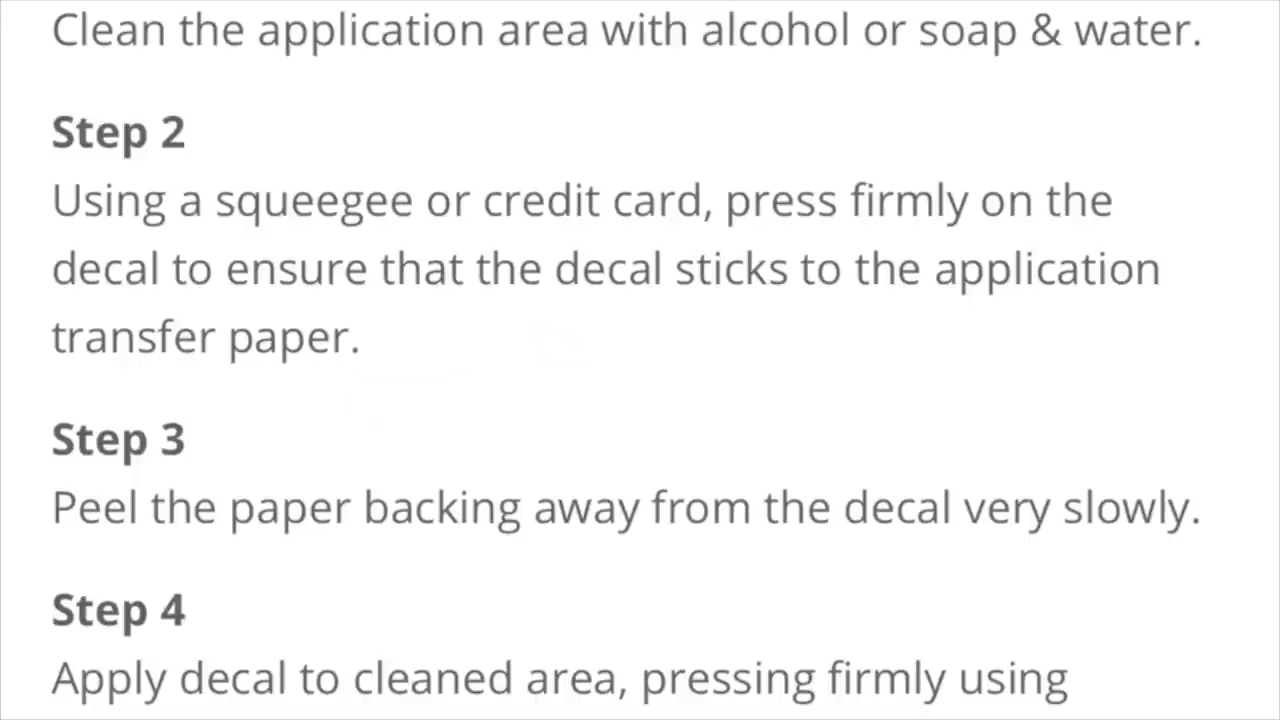 Clean the application area with alcohol or soap & water.
Step 2
Using a squeegee or credit card, press firmly on the
decal to ensure that the decal sticks to the application
transfer paper.
Step 3
Peel the paper backing away from the decal very slowly.
Step 4
Apply decal to cleaned area, pressing firmly using